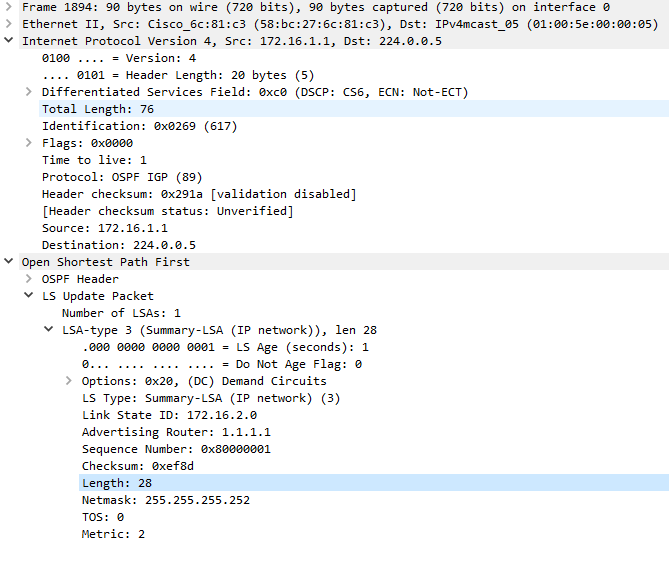 Frame 1894: 90 bytes on wire (720 bits), 90 bytes captured (720 bits) on interface 0
Ethernet II, Src: Cisco_6c:81:c3 (58:bc:27:6c:81:c3), Dst: IPv4mcast_05 (01:00:5e:00:00:05)
Internet Protocol Version 4, Src: 172.16.1.1, Dst: 224.0.0.5
0100 .... = Version: 4
.... 0101 = Header Length: 20 bytes (5)
Differentiated Services Field: 0xc0 (DSCP: CS6, ECN: Not-ECT)
Total Length: 76
Identification: 0x0269 (617)
Flags: 0x0000
Time to live: 1
Protocol: OSPF IGP (89)
Header checksum: 0x291a [validation disabled]
[Header checksum status: Unverified]
Source: 172.16.1.1
Destination: 224.0.0.5
Open Shortest Path First
OSPF Header
LS Update Packet
Number of LSAs: 1
LSA-type 3 (Summary-LSA (IP network)), len 28
.000 0000 0000 0001 = LS Age (seconds): 1
0... .... .... .... = Do Not Age Flag: 0
Options: 0x20, (DC) Demand Circuits
LS Type: Summary-LSA (IP network) (3)
Link State ID: 172.16.2.0
Advertising Router: 1.1.1.1
Sequence Number: 0x80000001
Checksum: 0xef8d
Length: 28
Netmask: 255.255.255.252
TOS: 0
Metric: 2